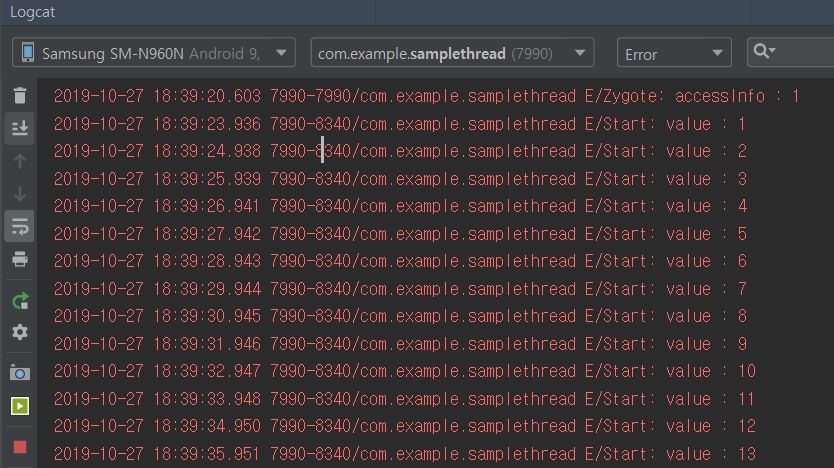 Logcat
Samsung SM-N960N Android 9, com.example.samplethread (7990) Error
2019-10-27 18:39:20.603 7990-7990/com.example.samplethread E/Zygote: accessInfo : 1
2019-10-27 18:39:23.936 7990-8340/com.example.samplethread E/Start: value : 1
2019-10-27 18:39:24.938 7990-8340/com.example.samplethread E/Start: value : 2
2019-10-27 18:39:25.939 7990-8340/com.example.samplethread E/Start: value : 3
2019-10-27 18:39:26.941 7990-8340/com.example.samplethread E/Start: value : 4
2019-10-27 18:39:27.942 7990-8340/com.example.samplethread E/Start: value : 5
2019-10-27 18:39:28.943 7990-8340/com.example.samplethread E/Start: value : 6
2019-10-27 18:39:29.944 7990-8340/com.example.samplethread E/Start: value : 7
2019-10-27 18:39:30.945 7990-8340/com.example.samplethread E/Start: value : 8
2019-10-27 18:39:31.946 7990-8340/com.example.samplethread E/Start: value : 9
2019-10-27 18:39:32.947 7990-8340/com.example.samplethread E/Start: value : 10
2019-10-27 18:39:33.948 7990-8340/com.example.samplethread E/Start: value : 11
2019-10-27 18:39:34.950 7990-8340/com.example.samplethread E/Start: value : 12
2019-10-27 18:39:35.951 7990-8340/com.example.samplethread E/Start: value : 13